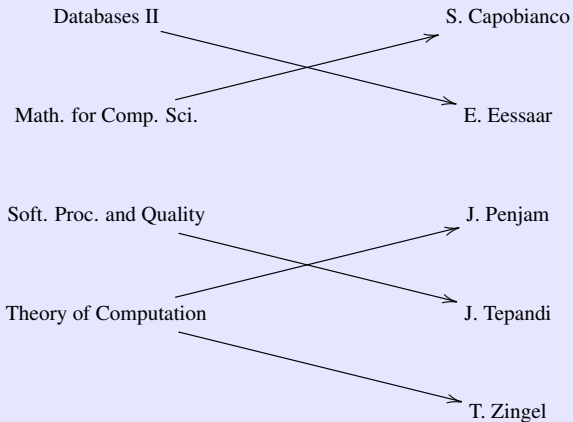 Databases II
S. Capobianco
Math. for Comp. Sci.
E. Eessaar
Soft. Proc. and Quality
J. Penjam
Theory of Computation
J. Tepandi
T. Zingel